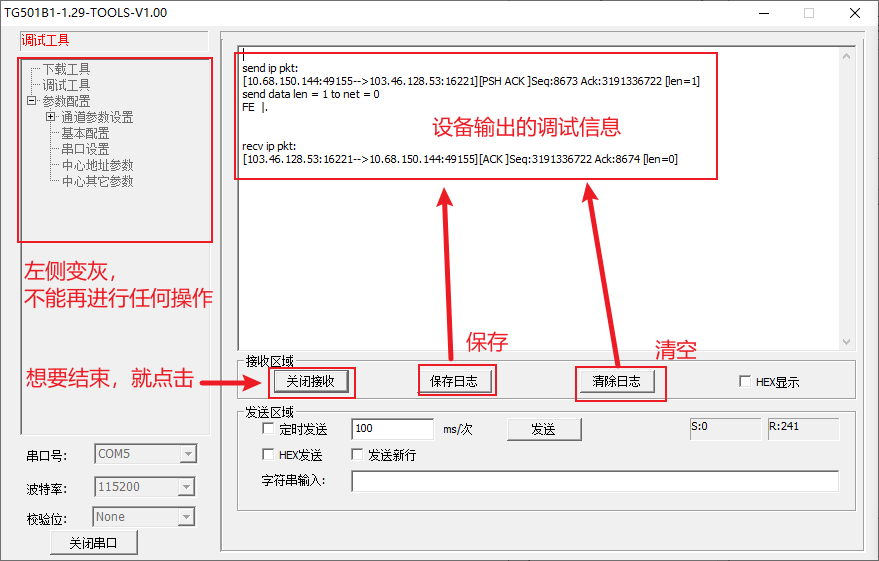 TG501B1-1.29-TOOLS-V1.00
调试工具
下载工具
调试工具
参数配置
通道参数设置
基本配置
串口设置
中心地址参数
中心其它参数
左侧变灰，
不能再进行任何操作
想要结束，就点击
串口号:
COM5
波特率:
115200
校验位:
None
关闭串口
send ip pkt:
[10.68.150.144:49155-->103.46.128.53:16221][PSH ACK ]Seq:8673 Ack:3191336722 [len=1]
send data len = 1 to net = 0
FE |.
设备输出的调试信息
recv ip pkt:
[103.46.128.53:16221-->10.68.150.144:49155][ACK ]Seq:3191336722 Ack:8674 [len=0]
保存
清空
接收区域
关闭接收
保存日志
清除日志
HEX显示
发送区域
定时发送
100
ms/次
发送
S:0
R:241
HEX发送
发送新行
字符串输入: